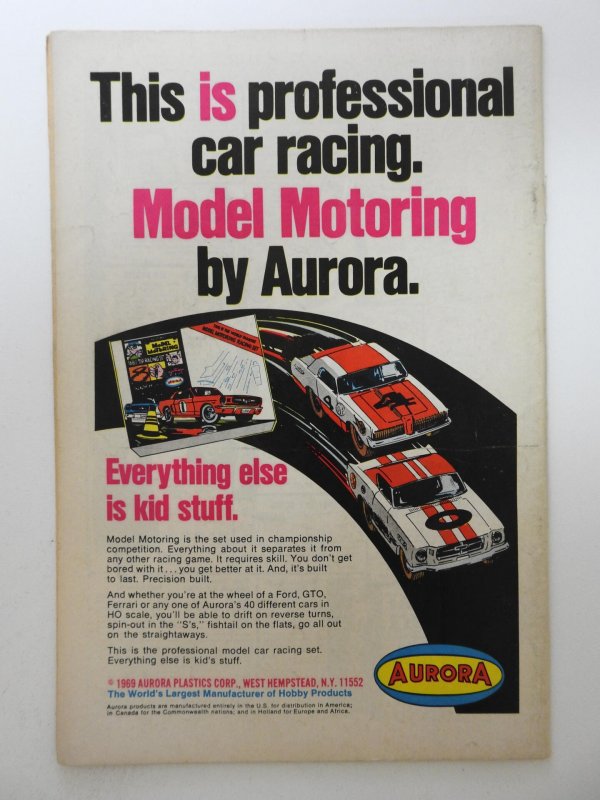 This is professional
car racing.
Model Motoring
by Aurora.
MODEL MOTORING
4
4
1
0
Everything else
is kid stuff.
Model Motoring is the set used in championship
competition. Everything about it separates it from
any other racing game. It requires skill. You don't get
bored with it...you get better at it. And, it's built
to last. Precision built.
And whether you're at the wheel of a Ford, GTO,
Ferrari or any one of Aurora's 40 different cars in
HO scale, you'll be able to drift on reverse turns,
spin-out in the "S's," fishtail on the flats, go all out
on the straightaways.
This is the professional model car racing set.
Everything else is kid's stuff.
© 1969 AURORA PLASTICS CORP., WEST HEMPSTEAD, N.Y. 11552
The World's Largest Manufacturer of Hobby Products
Aurora products are manufactured entirely in the U.S. for distribution in America;
in Canada for the Commonwealth nations; and in Holland for Europe and Africa.
AURORA